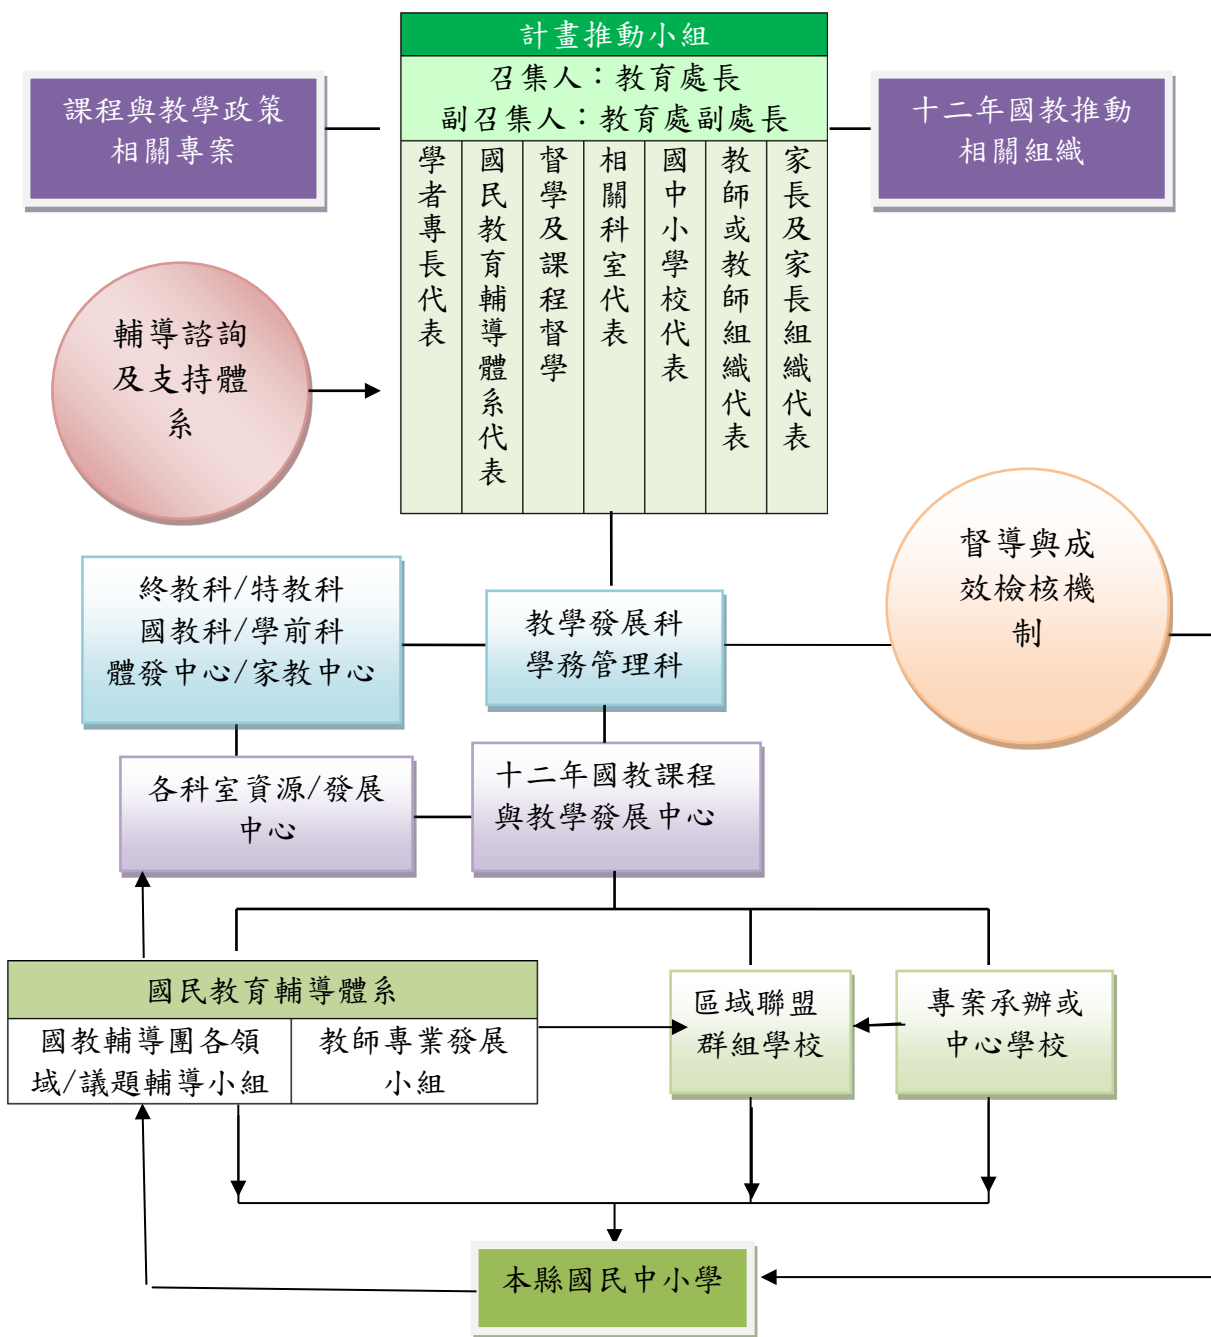 計畫推動小組
召集人：教育處長
副召集人：教育處副處長
課程與教學政策
相關專案
十二年國教推動
相關組織
學者專長代表
國民教育輔導體系代表
督學及課程督學
相關科室代表
國中小學校代表
教師或教師組織代表
家長及家長組織代表
輔導諮詢
及支持體
系
督導與成
效檢核機
制
終教科/特教科
國教科/學前科
體發中心/家教中心
教學發展科
學務管理科
各科室資源/發展
中心
十二年國教課程
與教學發展中心
國民教育輔導體系
國教輔導團各領
域/議題輔導小組
教師專業發展
小組
區域聯盟
群組學校
專案承辦或
中心學校
本縣國民中小學